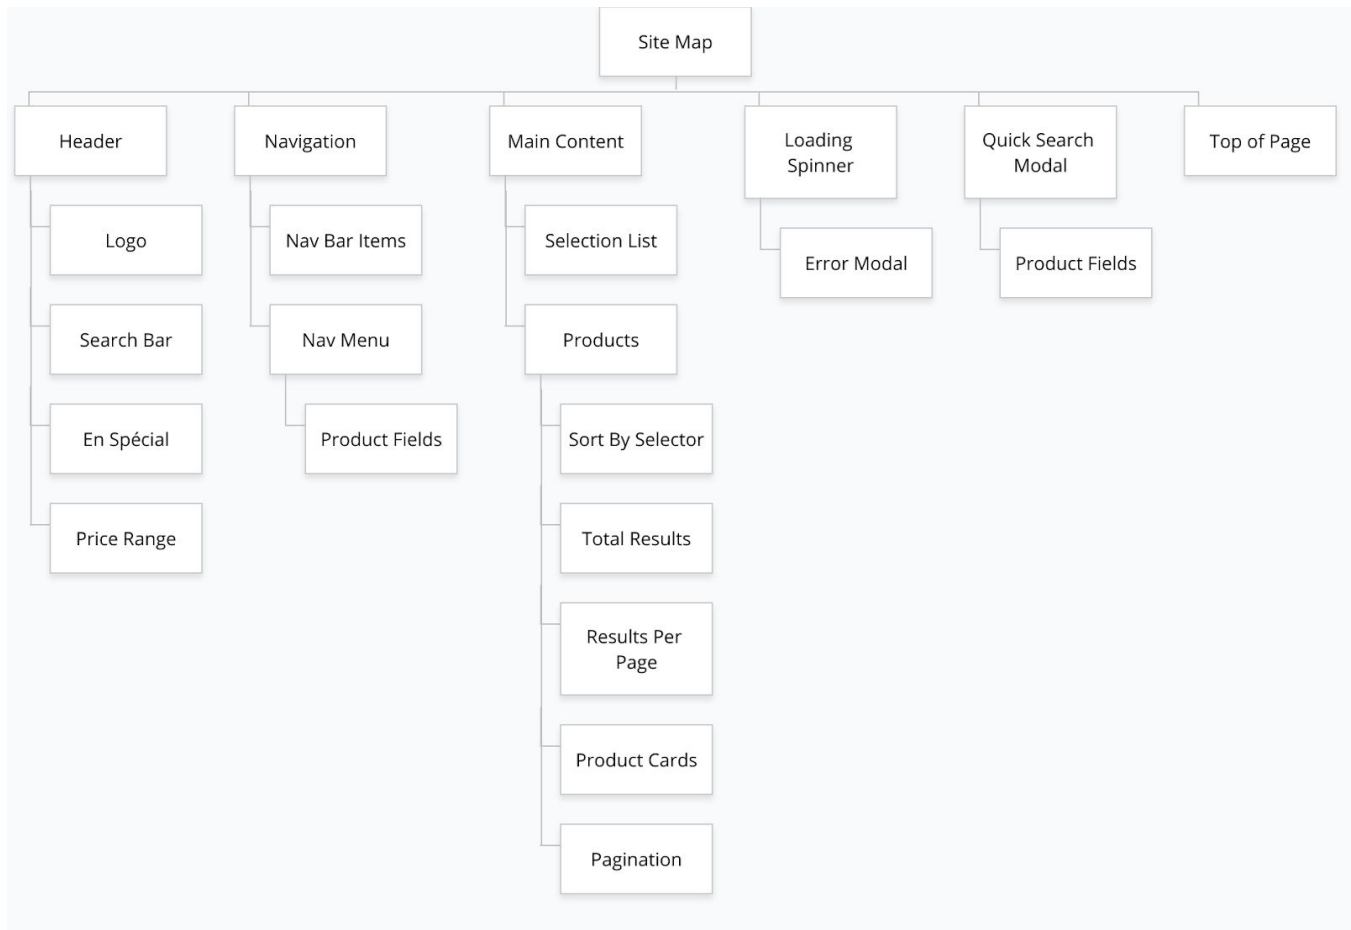 Site Map
Header
Navigation
Main Content
Loading
Spinner
Quick Search
Modal
Top of Page
Logo
Search Bar
En Spécial
Price Range
Nav Bar Items
Nav Menu
Product Fields
Selection List
Products
Sort By Selector
Total Results
Results Per
Page
Product Cards
Pagination
Error Modal
Product Fields